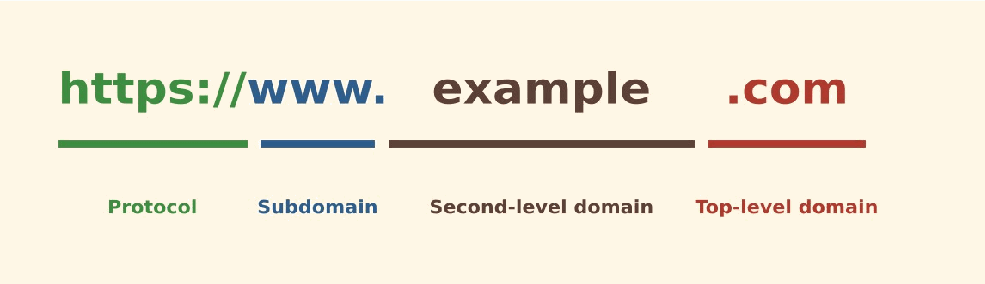 https://www. example .com
Protocol Subdomain Second-level domain Top-level domain